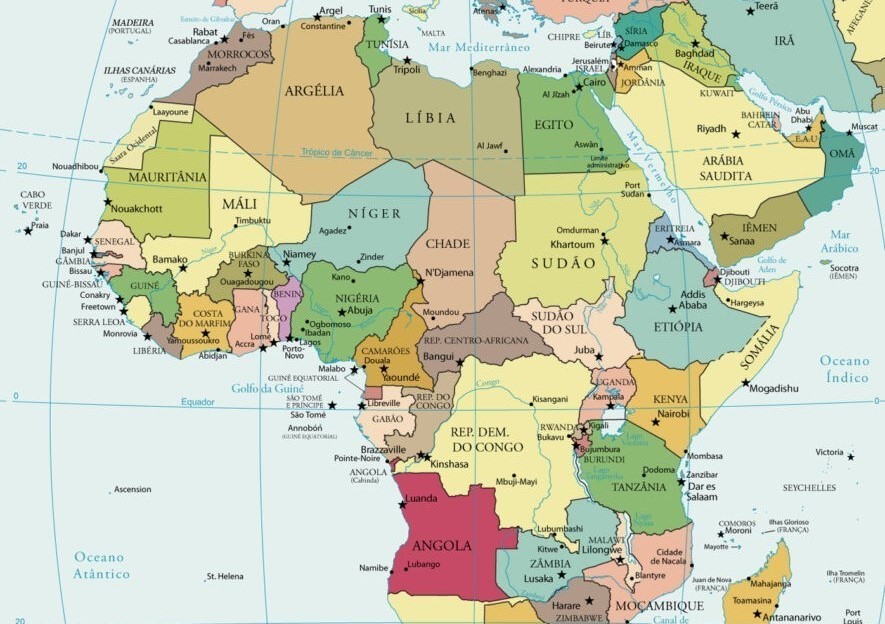 TURQUIA
Teerã
AFEGANIS
Estreito de Gibraltar
Argel
Tunis
Sicília
Atenas
MADEIRA
(PORTUGAL)
Oran
Constantine
MALTA
Mar Mediterrâneo
CHIPRE
LÍB.
SÍRIA
Beirute
Damasco
Baghdad
IRÃ
Rabat
Fês
Casablanca
MARROCOS
Marrakech
TUNÍSIA
Tripoli
Benghazi
Alexandria
Jerusalém
ISRAEL
Amman
JORDÂNIA
IRAQUE
KUWAIT
ILHAS CANÁRIAS
(ESPANHA)
Laayoune
ARGÉLIA
LÍBIA
Cairo
Al Jīzah
EGITO
Golfo Pérsico
BAHREIN
CATAR
Abu
Dhabi
E.A.U
Muscat
Saara Ocidental
Trópico de Câncer
Al Jawf
Aswân
Limite
administrativo
Mar Vermelho
Riyadh
ARÁBIA
SAUDITA
OMÃ
20
20
Nouadhibou
MAURITÂNIA
Nouakchott
MÁLI
Timbuktu
NÍGER
Agadez
CHADE
Port
Sudan
CABO
VERDE
Praia
Dakar
SENEGAL
Banjul
GÂMBIA
Bissau
GUINÉ-BISSAU
Bamako
Niger
BURKINA
FASO
Ouagadougou
Niamey
Zinder
N'Djamena
Omdurman
Khartoum
SUDÃO
ERITREIA
Asmara
IÊMEN
Sanaa
Mar
Arábico
Golfo de
Aden
Socotra
(IÊMEN)
GUINÉ
Conakry
Freetown
SERRA LEOA
Monrovia
LIBÉRIA
COSTA
DO MARFIM
Yamoussoukro
Abidjan
GANA
Accra
TOGO
Lomé
BENIN
Porto-
Novo
Kano
NIGÉRIA
Abuja
Ogbomoso
Ibadan
Lagos
Moundou
Djibouti
DJIBOUTI
Hargeysa
Addis
Ababa
ETIÓPIA
SOMÁLIA
SUDÃO
DO SUL
Juba
REP. CENTRO-AFRICANA
Bangui
CAMARÕES
Douala
Yaoundé
Malabo
GUINÉ EQUATORIAL
Golfo da Guiné
Oceano
Índico
Mogadishu
0
0
Equador
SÃO TOMÉ
E PRÍNCIPE
São Tomé
Libreville
GABÃO
Annobón
(GUINÉ EQUATORIAL)
REP. DO
CONGO
Congo
Kisangani
UGANDA
Kampala
KENYA
Nairobi
REP. DEM.
DO CONGO
RWANDA
Kigali
Bukavu
Bujumbura
BURUNDI
Lago
Victoria
Mombasa
Brazzaville
Pointe-Noire
Kinshasa
ANGOLA
(Cabinda)
Mbuji-Mayi
Lago
Tanganyika
Dodoma
TANZÂNIA
Zanzibar
Dar es
Salaam
Victoria
SEYCHELLES
Ascension
Luanda
ANGOLA
Lubango
Namibe
Lubumbashi
Kitwe
ZÂMBIA
Lusaka
MALAWI
Lilongwe
Lago
Blantyre
Cidade
de Nacala
COMOROS
Moroni
Mayotte
Ilhas Glorioso
(FRANÇA)
Juan de Nova
(FRANÇA)
Mahajanga
Toamasina
Antananarivo
Ilha Tromelin
(FRANÇA)
Port
Louis
Oceano
Atântico
St. Helena
Harare
ZIMBABWE
MOÇAMBIQUE
Canal de
20